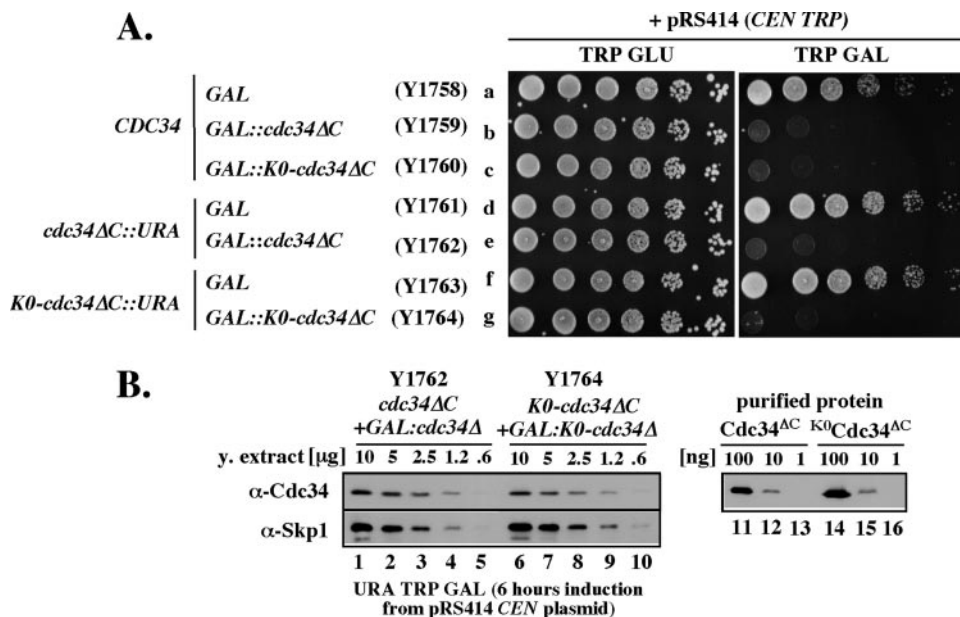 A.
+ pRS414 (CEN TRP)
TRP GLU TRP GAL
CDC34
GAL (Y1758) a
GAL::cdc34ΔC (Y1759) b
GAL::K0-cdc34ΔC (Y1760) c
cdc34ΔC::URA
GAL (Y1761) d
GAL::cdc34ΔC (Y1762) e
K0-cdc34ΔC::URA
GAL (Y1763) f
GAL::K0-cdc34ΔC (Y1764) g
B.
Y1762 Y1764
cdc34ΔC K0-cdc34ΔC
+GAL:cdc34Δ +GAL:K0-cdc34Δ
y. extract [μg] 10 5 2.5 1.2 .6 10 5 2.5 1.2 .6
α-Cdc34
α-Skp1
1 2 3 4 5 6 7 8 9 10
URA TRP GAL (6 hours induction
from pRS414 CEN plasmid)
purified protein
Cdc34ΔC K0Cdc34ΔC
[ng] 100 10 1 100 10 1
11 12 13 14 15 16